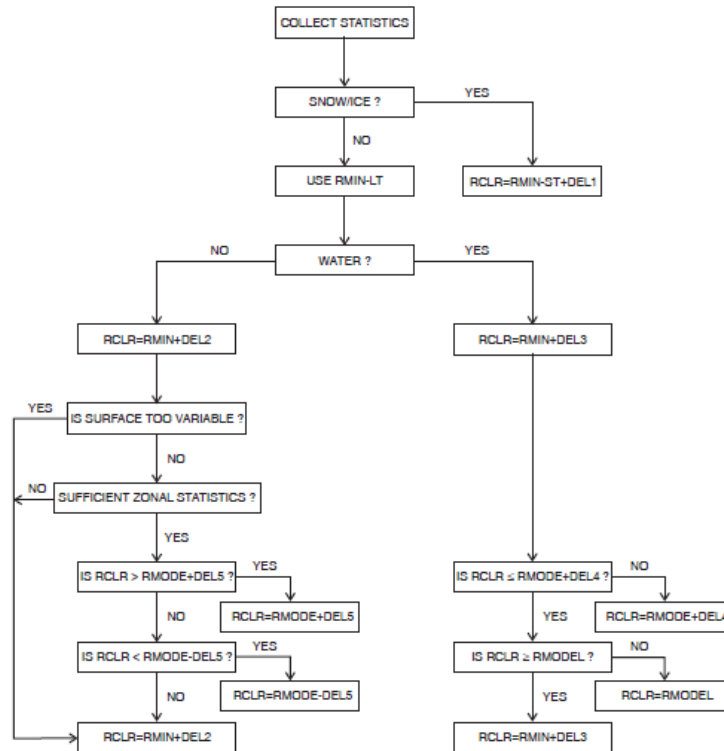 COLLECT STATISTICS
SNOW/ICE ?
YES
NO
USE RMIN-LT
RCLR=RMIN-ST+DEL1
NO
WATER ?
YES
RCLR=RMIN+DEL2
RCLR=RMIN+DEL3
YES
IS SURFACE TOO VARIABLE ?
NO
NO
SUFFICIENT ZONAL STATISTICS ?
YES
IS RCLR > RMODE+DEL5 ?
YES
IS RCLR ≤ RMODE+DEL4 ?
NO
RCLR=RMODE+DEL5
RCLR=RMODE+DEL4
NO
YES
IS RCLR < RMODE-DEL5 ?
YES
IS RCLR ≥ RMODEL ?
NO
RCLR=RMODE-DEL5
RCLR=RMODEL
NO
YES
RCLR=RMIN+DEL2
RCLR=RMIN+DEL3